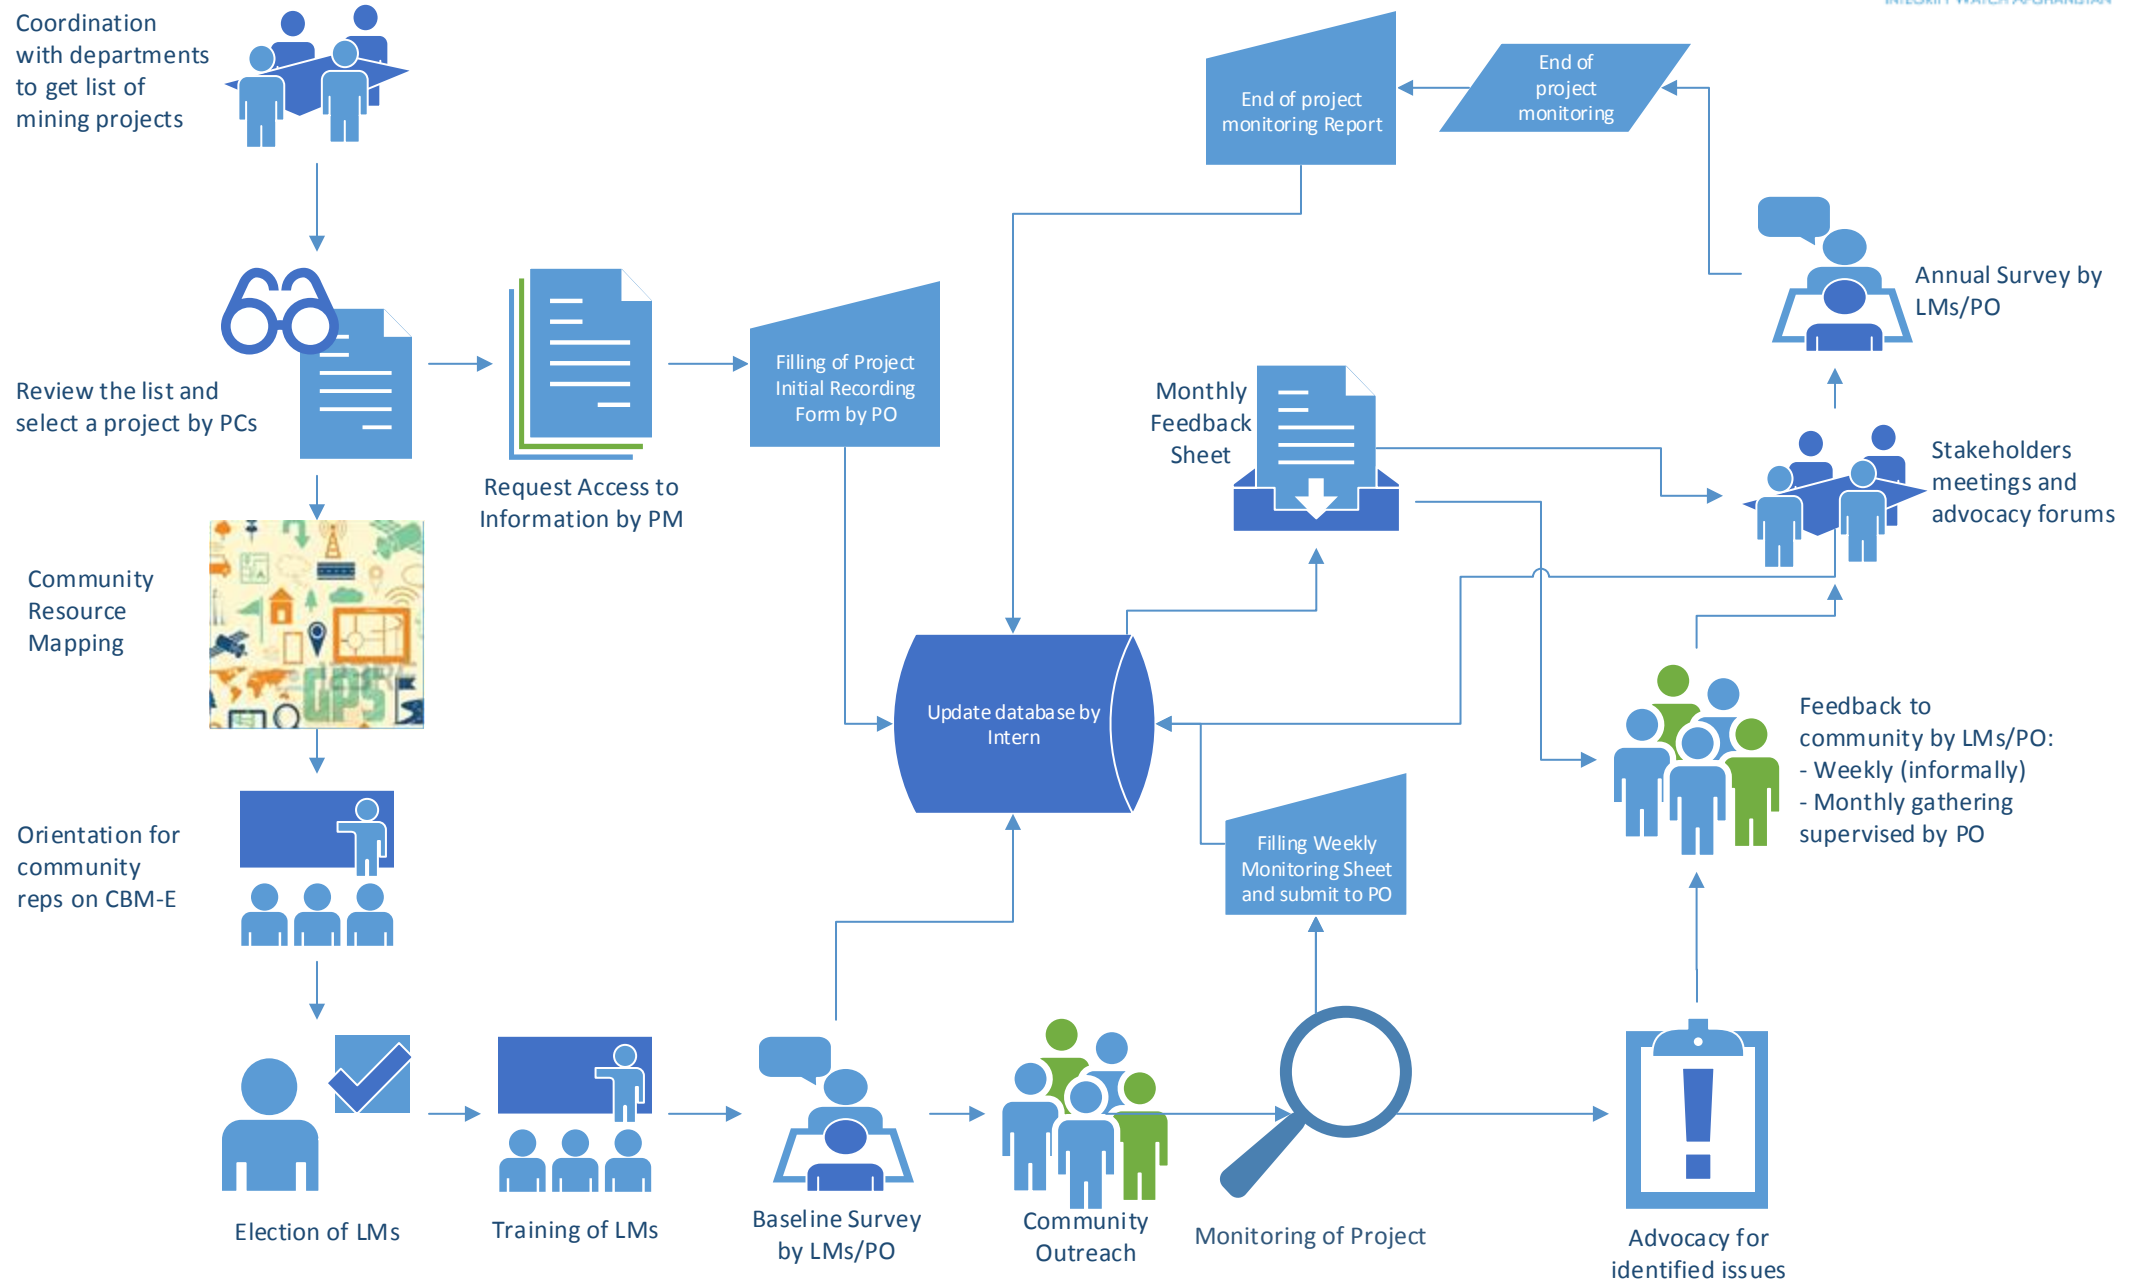 INTEGRITY WATCH AFGHANISTAN
Coordination
with departments
to get list of
mining projects
End of
project
monitoring
End of project
monitoring Report
Annual Survey by
LMs/PO
Filling of Project
Initial Recording
Form by PO
Review the list and
select a project by PCs
Monthly
Feedback
Sheet
Request Access to
Information by PM
Stakeholders
meetings and
advocacy forums
Community
Resource
Mapping
GPS
Update database by
Intern
Feedback to
community by LMs/PO:
- Weekly (informally)
- Monthly gathering
supervised by PO
Orientation for
community
reps on CBM-E
Filling Weekly
Monitoring Sheet
and submit to PO
Election of LMs
Training of LMs
Baseline Survey
by LMs/PO
Community
Outreach
Monitoring of Project
Advocacy for
identified issues